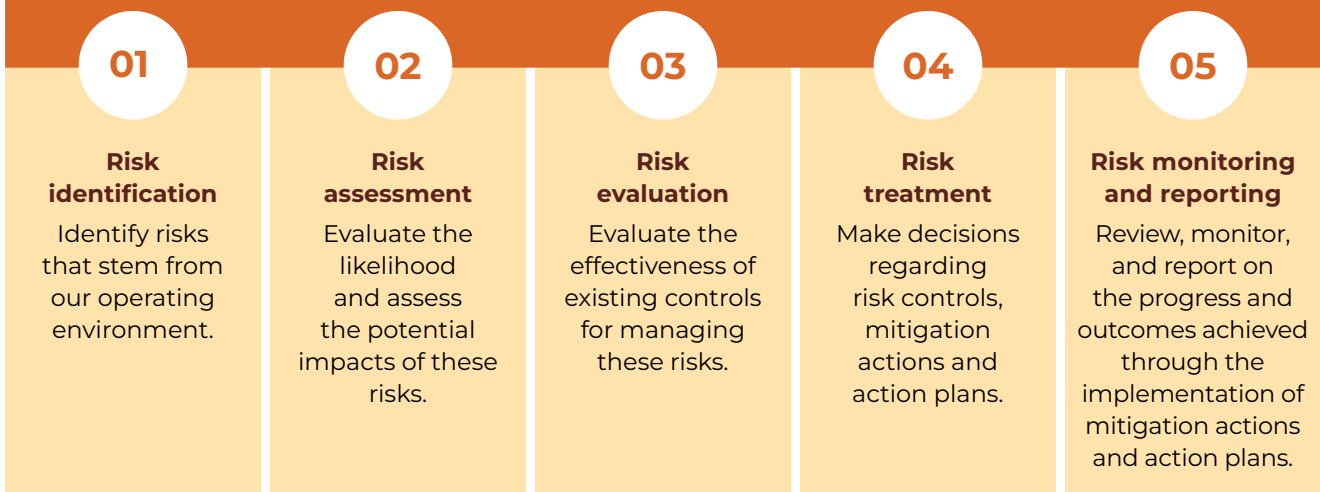 01
Risk
identification
Identify risks
that stem from
our operating
environment.
02
Risk
assessment
Evaluate the
likelihood
and assess
the potential
impacts of these
risks.
03
Risk
evaluation
Evaluate the
effectiveness of
existing controls
for managing
these risks.
04
Risk
treatment
Make decisions
regarding
risk controls,
mitigation
actions and
action plans.
05
Risk monitoring
and reporting
Review, monitor,
and report on
the progress and
outcomes achieved
through the
implementation of
mitigation actions
and action plans.